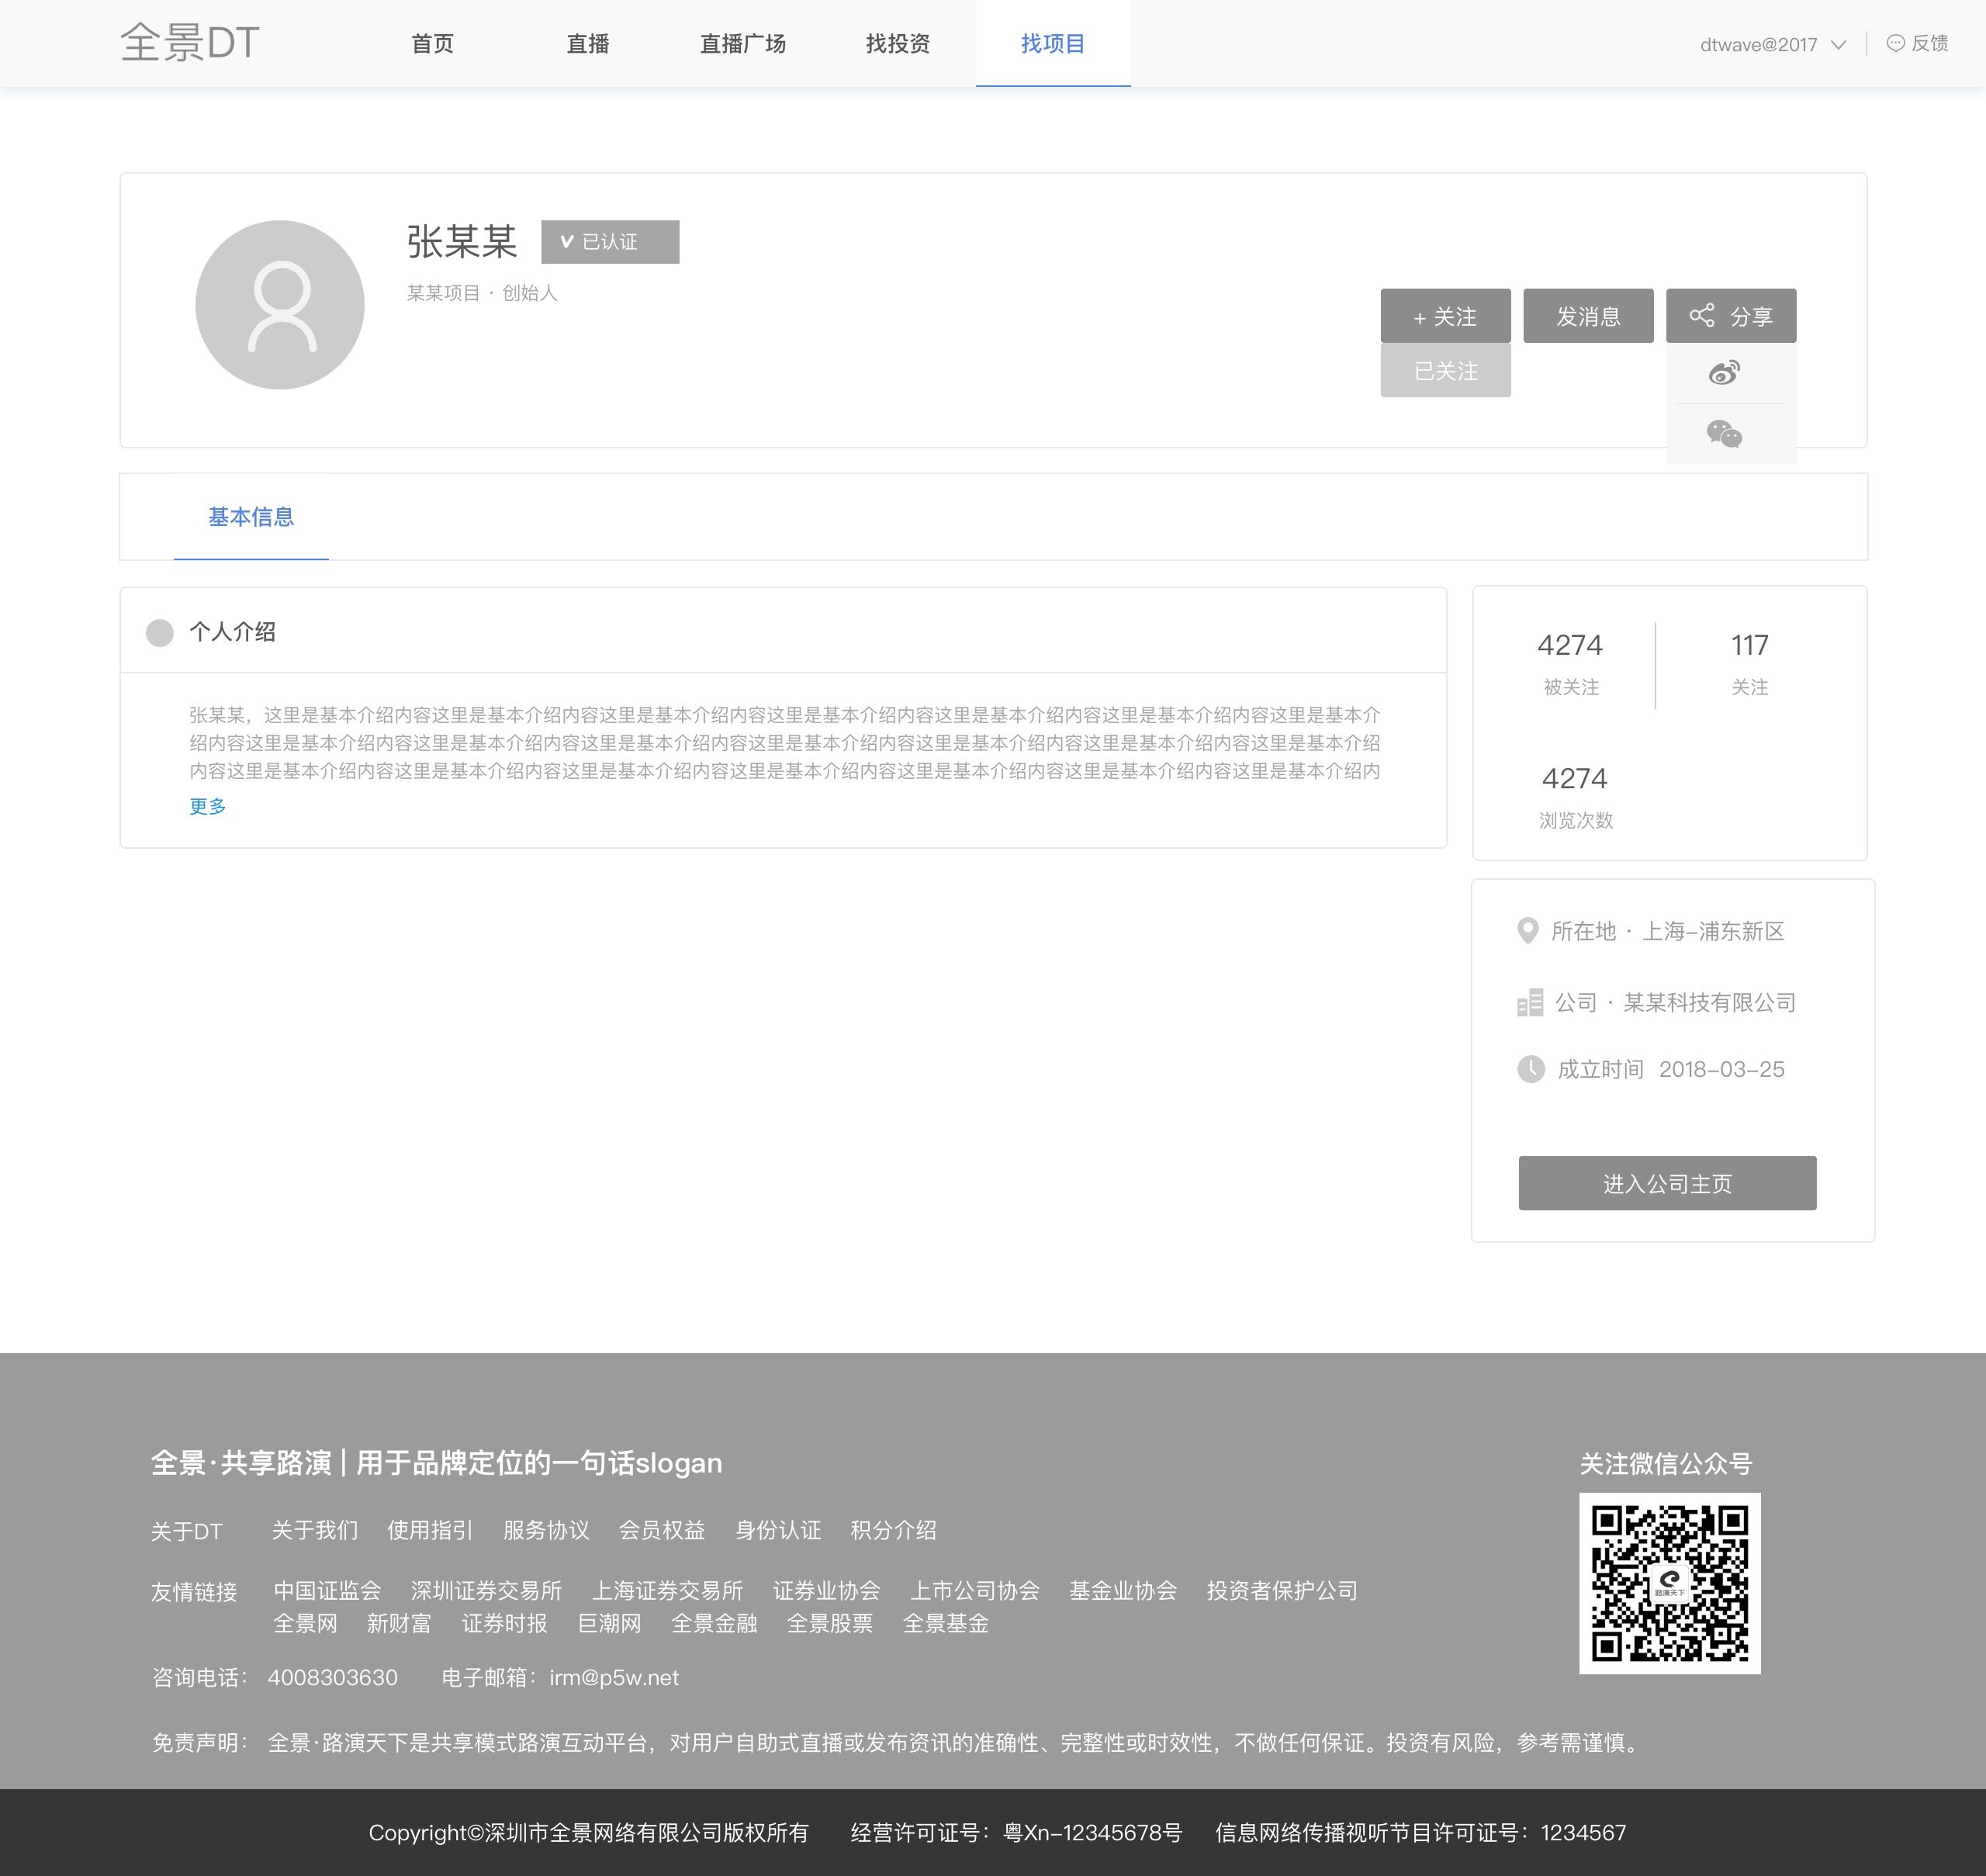 全景DT
首页 直播 直播广场 找投资 找项目
dtwave@2017 反馈
张某某 已认证
某某项目 · 创始人
+ 关注 发消息 分享
已关注
基本信息
个人介绍
张某某，这里是基本介绍内容这里是基本介绍内容这里是基本介绍内容这里是基本介绍内容这里是基本介绍内容这里是基本介绍内容这里是基本介
绍内容这里是基本介绍内容这里是基本介绍内容这里是基本介绍内容这里是基本介绍内容这里是基本介绍内容这里是基本介绍内容这里是基本介绍
内容这里是基本介绍内容这里是基本介绍内容这里是基本介绍内容这里是基本介绍内容这里是基本介绍内容这里是基本介绍内容这里是基本介绍内
更多
4274 117
被关注 关注
4274
浏览次数
所在地 · 上海-浦东新区
公司 · 某某科技有限公司
成立时间 2018-03-25
进入公司主页
全景·共享路演 | 用于品牌定位的一句话slogan
关于DT 关于我们 使用指引 服务协议 会员权益 身份认证 积分介绍
友情链接 中国证监会 深圳证券交易所 上海证券交易所 证券业协会 上市公司协会 基金业协会 投资者保护公司
全景网 新财富 证券时报 巨潮网 全景金融 全景股票 全景基金
咨询电话： 4008303630 电子邮箱：irm@p5w.net
免责声明： 全景·路演天下是共享模式路演互动平台，对用户自助式直播或发布资讯的准确性、完整性或时效性，不做任何保证。投资有风险，参考需谨慎。
关注微信公众号
路演天下
Copyright©深圳市全景网络有限公司版权所有 经营许可证号：粤Xn-12345678号 信息网络传播视听节目许可证号：1234567